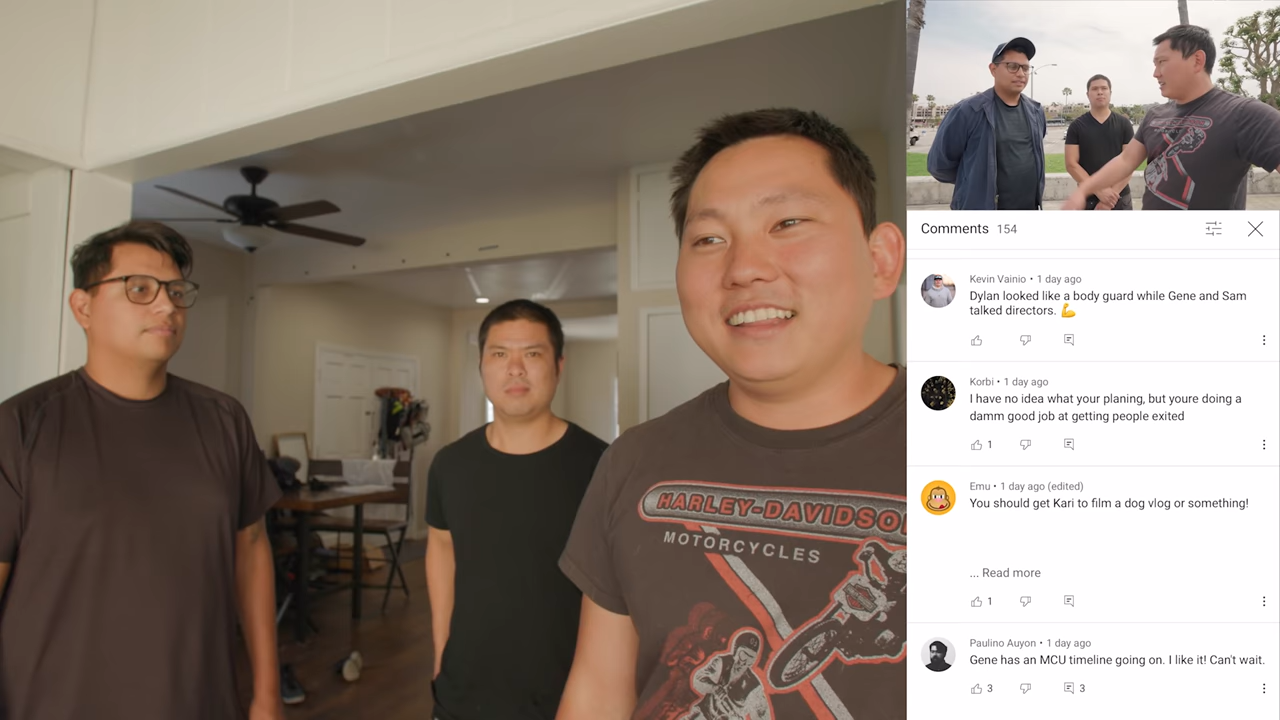 HARLEY-DAVIDSO
MOTORCYCLES
Comments 154
Kevin Vainio • 1 day ago
Dylan looked like a body guard while Gene and Sam
talked directors. 💪
Korbi • 1 day ago
I have no idea what your planing, but youre doing a
damm good job at getting people exited
1
Emu • 1 day ago (edited)
You should get Kari to film a dog vlog or something!
... Read more
1
Paulino Auyon • 1 day ago
Gene has an MCU timeline going on. I like it! Can't wait.
3 3